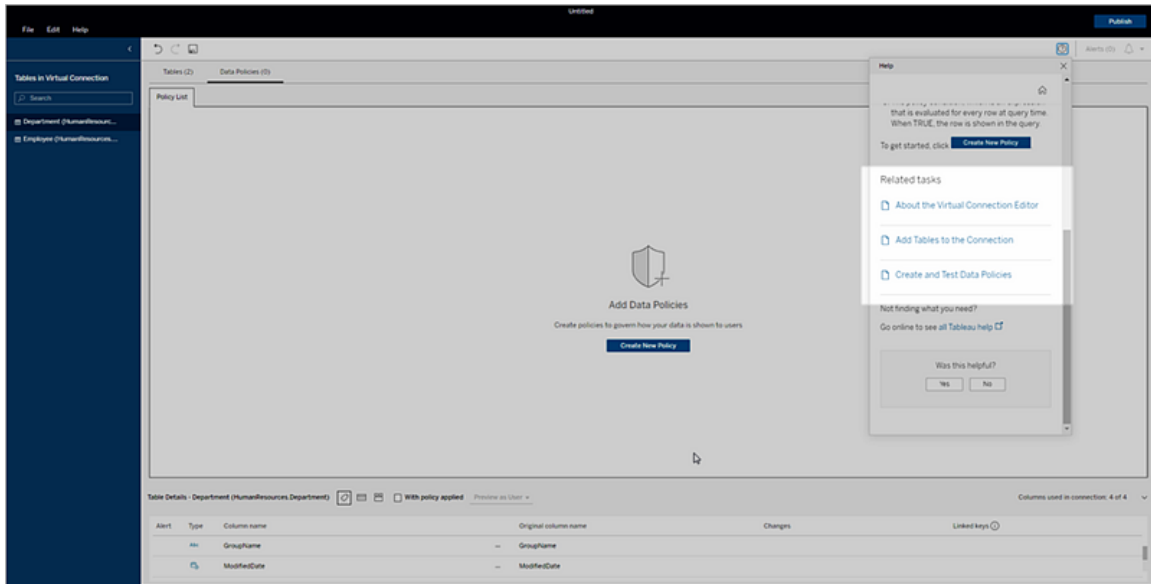 Untitled
File Edit Help
Publish
Alerts (0)
Tables in Virtual Connection
Search
Department (HumanResourc...
Employee (HumanResources....
Tables (2) Data Policies (0)
Policy List
Add Data Policies
Create policies to govern how your data is shown to users
Create New Policy
Help
that is evaluated for every row at query time.
When TRUE, the row is shown in the query.
To get started, click Create New Policy
Related tasks
About the Virtual Connection Editor
Add Tables to the Connection
Create and Test Data Policies
Not finding what you need?
Go online to see all Tableau help
Was this helpful?
Yes No
Table Details - Department (HumanResources.Department) With policy applied Preview as User
Columns used in connection: 4 of 4
Alert Type Column name Original column name Changes Linked keys
Abc GroupName GroupName
ModifiedDate ModifiedDate